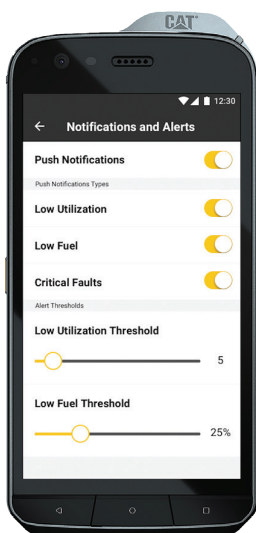 CAT
12:30
Notifications and Alerts
Push Notifications
Push Notifications Types
Low Utilization
Low Fuel
Critical Faults
Alert Thresholds
Low Utilization Threshold
5
Low Fuel Threshold
25%